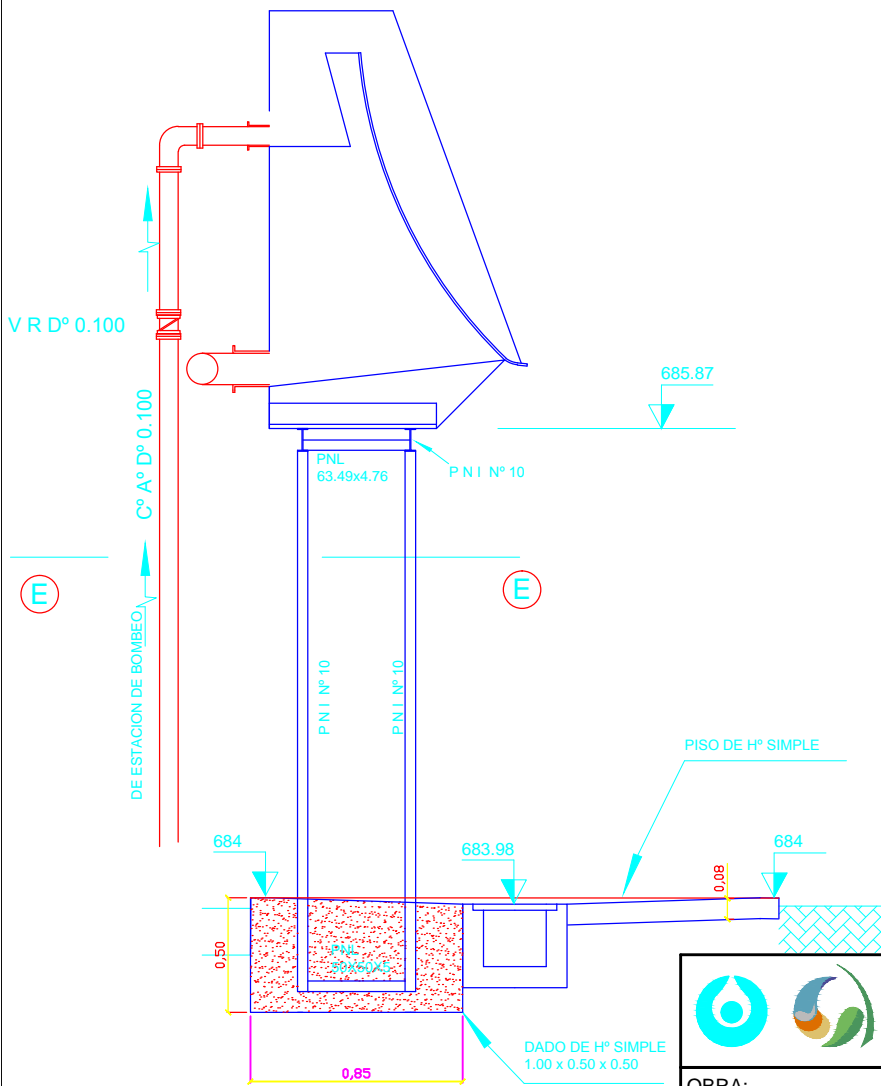 V R Dº 0.100
Cº Aº Dº 0.100
DE ESTACION DE BOMBEO
685.87
PNL
63.49x4.76
P N I Nº 10
E
E
P N I Nº 10
P N I Nº 10
PISO DE Hº SIMPLE
684
683.98
684
0,08
0,50
PNL
50X50X5
DADO DE Hº SIMPLE
1.00 x 0.50 x 0.50
0,85
OBRA: